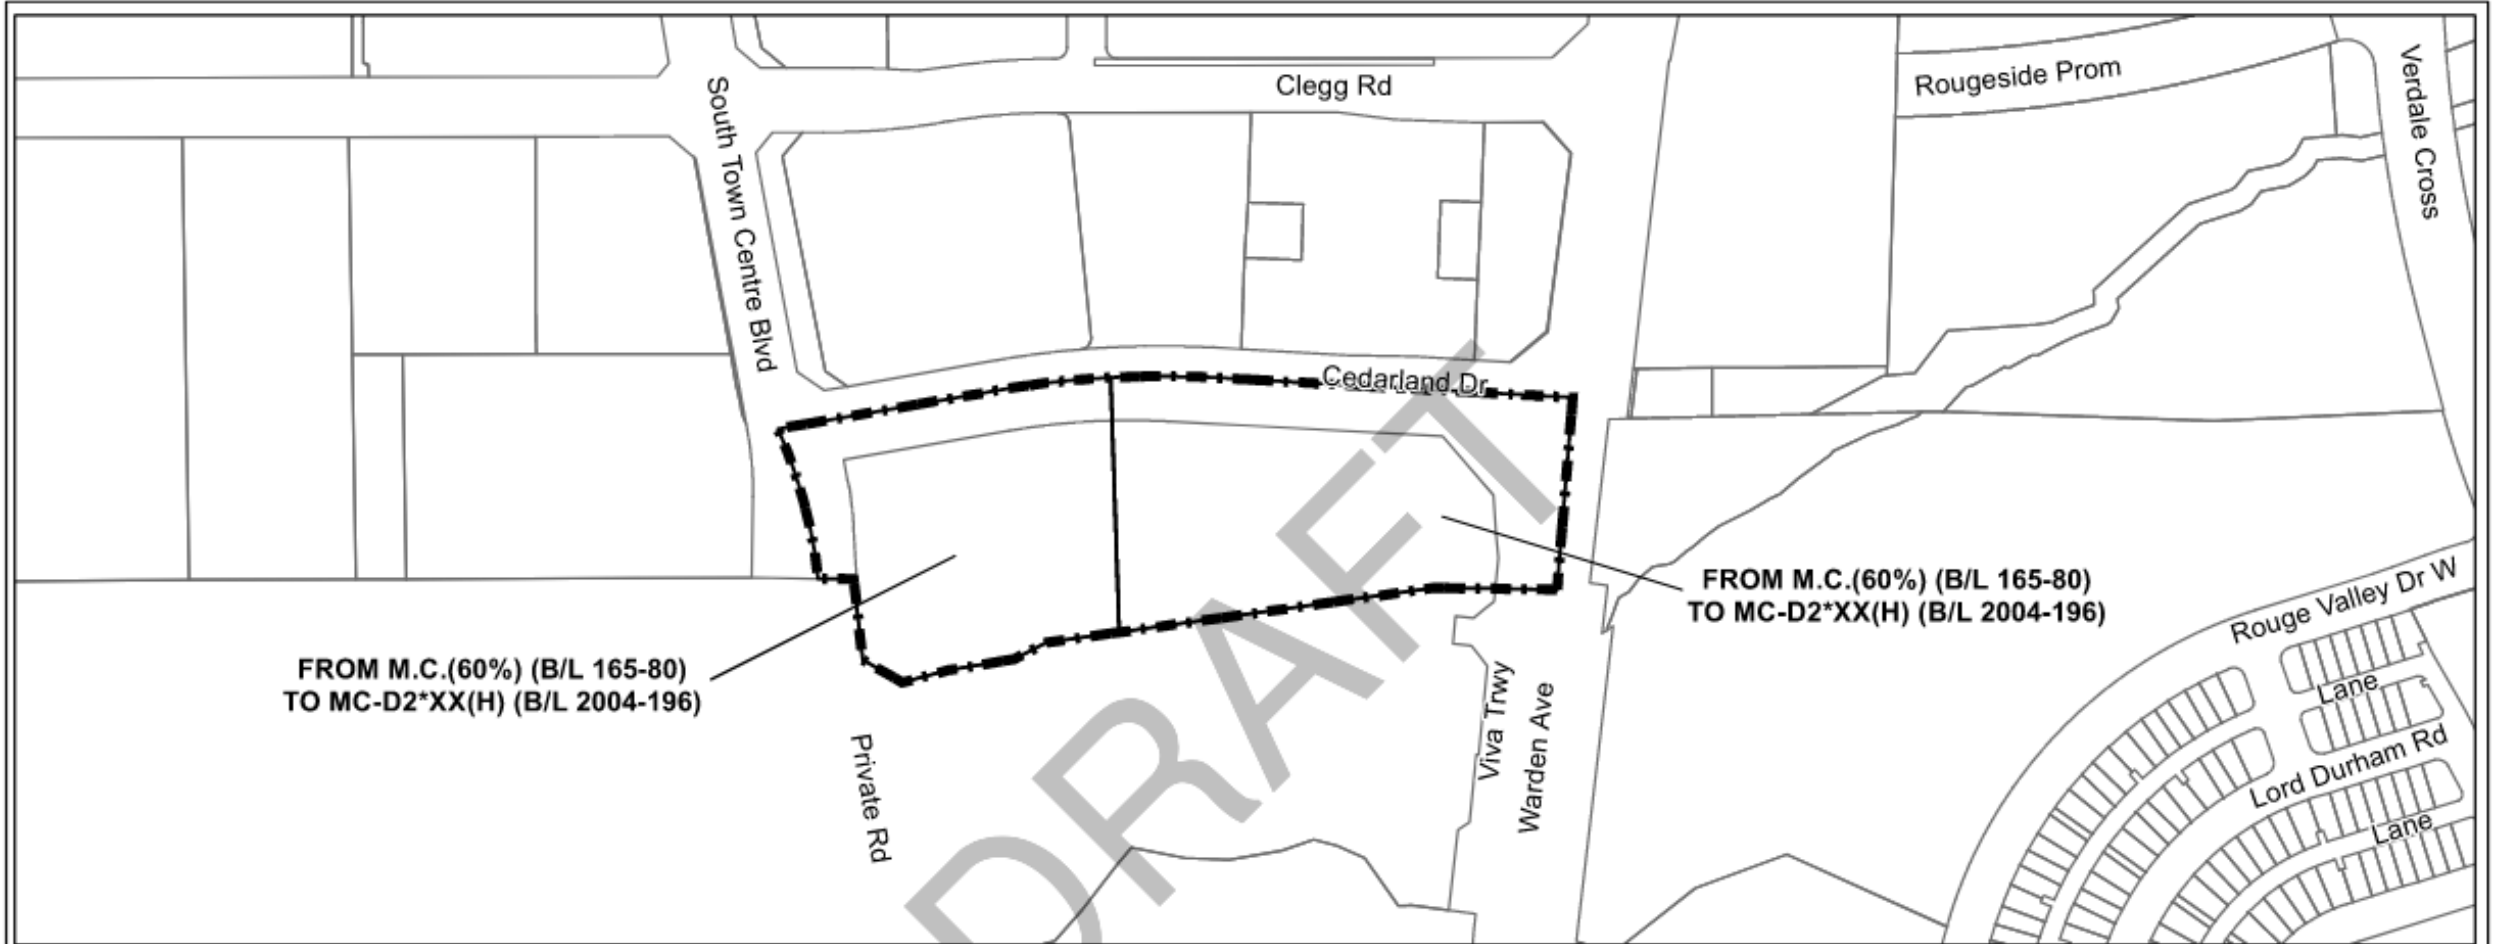 Clegg Rd
Rougeside Prom
Verdale Cross
South Town Centre Blvd
Cedarland Dr
FROM M.C.(60%) (B/L 165-80)
TO MC-D2*XX(H) (B/L 2004-196)
FROM M.C.(60%) (B/L 165-80)
TO MC-D2*XX(H) (B/L 2004-196)
Rouge Valley Dr W
Lane
Lord Durham Rd
Lane
Viva Trwy
Warden Ave
Private Rd
DRAFT